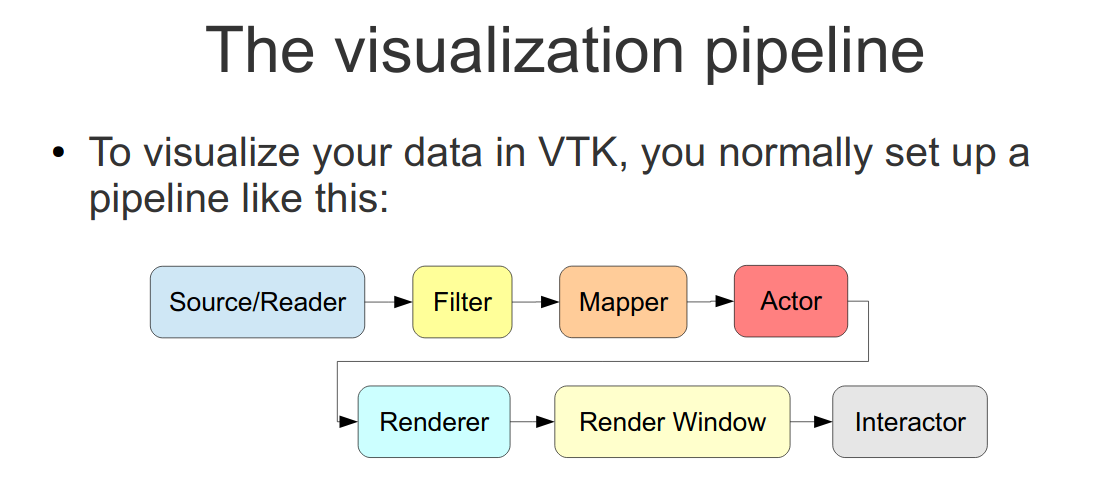 The visualization pipeline
• To visualize your data in VTK, you normally set up a
pipeline like this:
Source/Reader
Filter
Mapper
Actor
Renderer
Render Window
Interactor